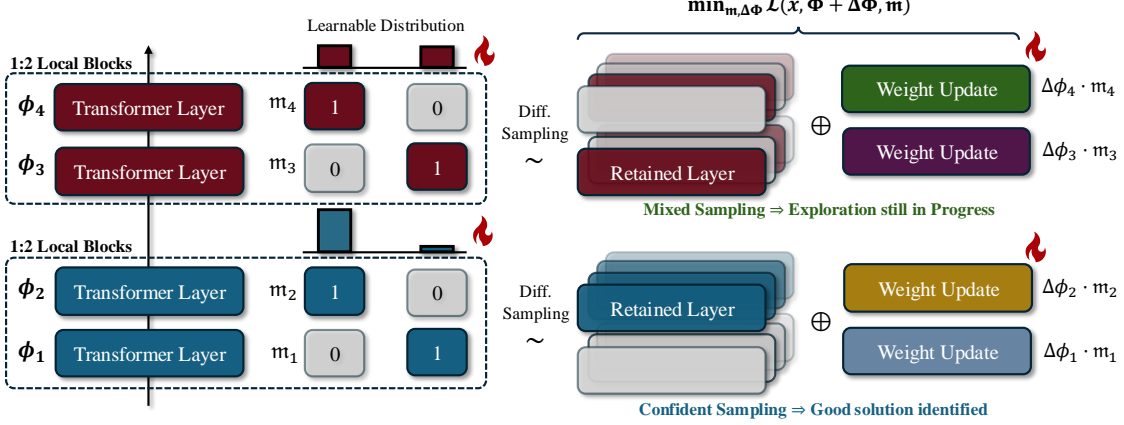 min_{m,ΔΦ} ℒ(x, Φ + ΔΦ, m)
Learnable Distribution
1:2 Local Blocks
ϕ₄ Transformer Layer m₄ 1 0
Diff.
Sampling
~
⊕
Weight Update Δϕ₄ · m₄
ϕ₃ Transformer Layer m₃ 0 1
Retained Layer
Weight Update Δϕ₃ · m₃
Mixed Sampling ⇒ Exploration still in Progress
1:2 Local Blocks
ϕ₂ Transformer Layer m₂ 1 0
Diff.
Sampling
~
Retained Layer
⊕
Weight Update Δϕ₂ · m₂
ϕ₁ Transformer Layer m₁ 0 1
Weight Update Δϕ₁ · m₁
Confident Sampling ⇒ Good solution identified